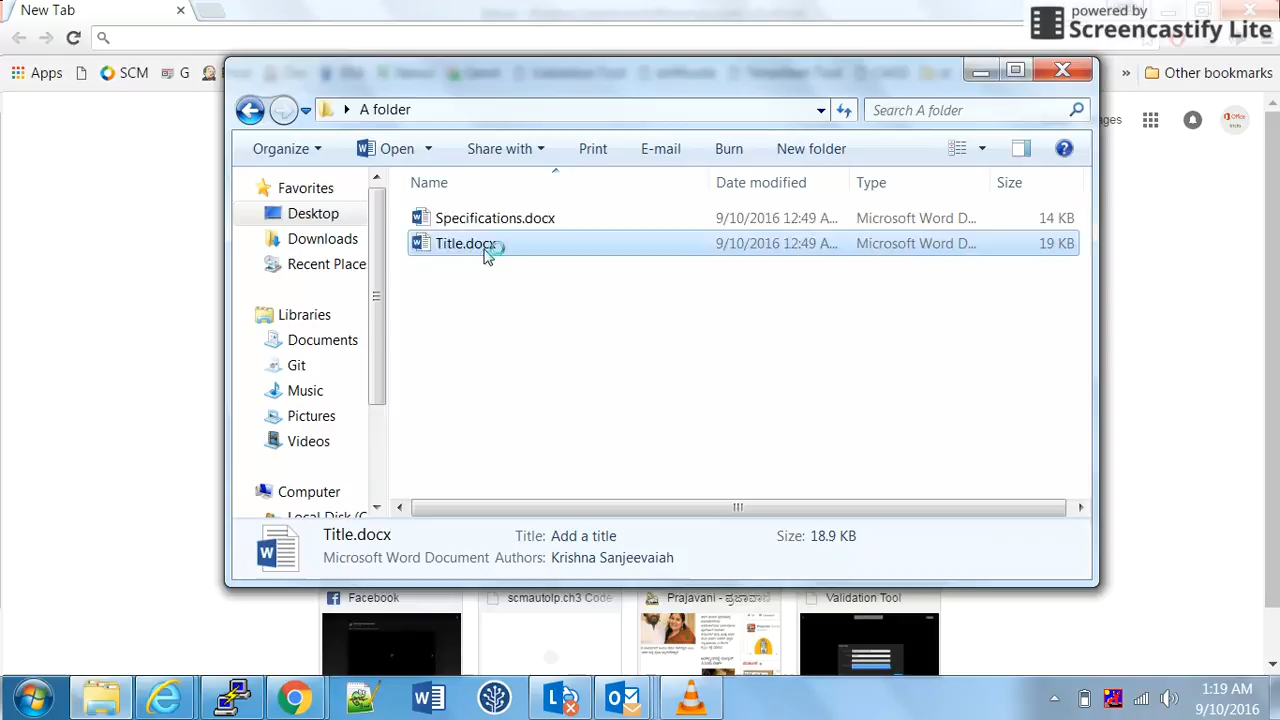 New Tab
powered by
Screencastify Lite
Apps
SCM
G
Other bookmarks
A folder
Search A folder
Organize
Open
Share with
Print
E-mail
Burn
New folder
Name
Date modified
Type
Size
Favorites
Desktop
Downloads
Recent Place
Libraries
Documents
Git
Music
Pictures
Videos
Computer
Local Disk (C
Specifications.docx 9/10/2016 12:49 A... Microsoft Word D... 14 KB
Title.docx 9/10/2016 12:49 A... Microsoft Word D... 19 KB
ages
Office
Title.docx Title: Add a title Size: 18.9 KB
Microsoft Word Document Authors: Krishna Sanjeevaiah
Facebook
scmautolp.ch3 Code
Prajavani - ಪ್ರಜಾವಾಣಿ
Validation Tool
1:19 AM
9/10/2016